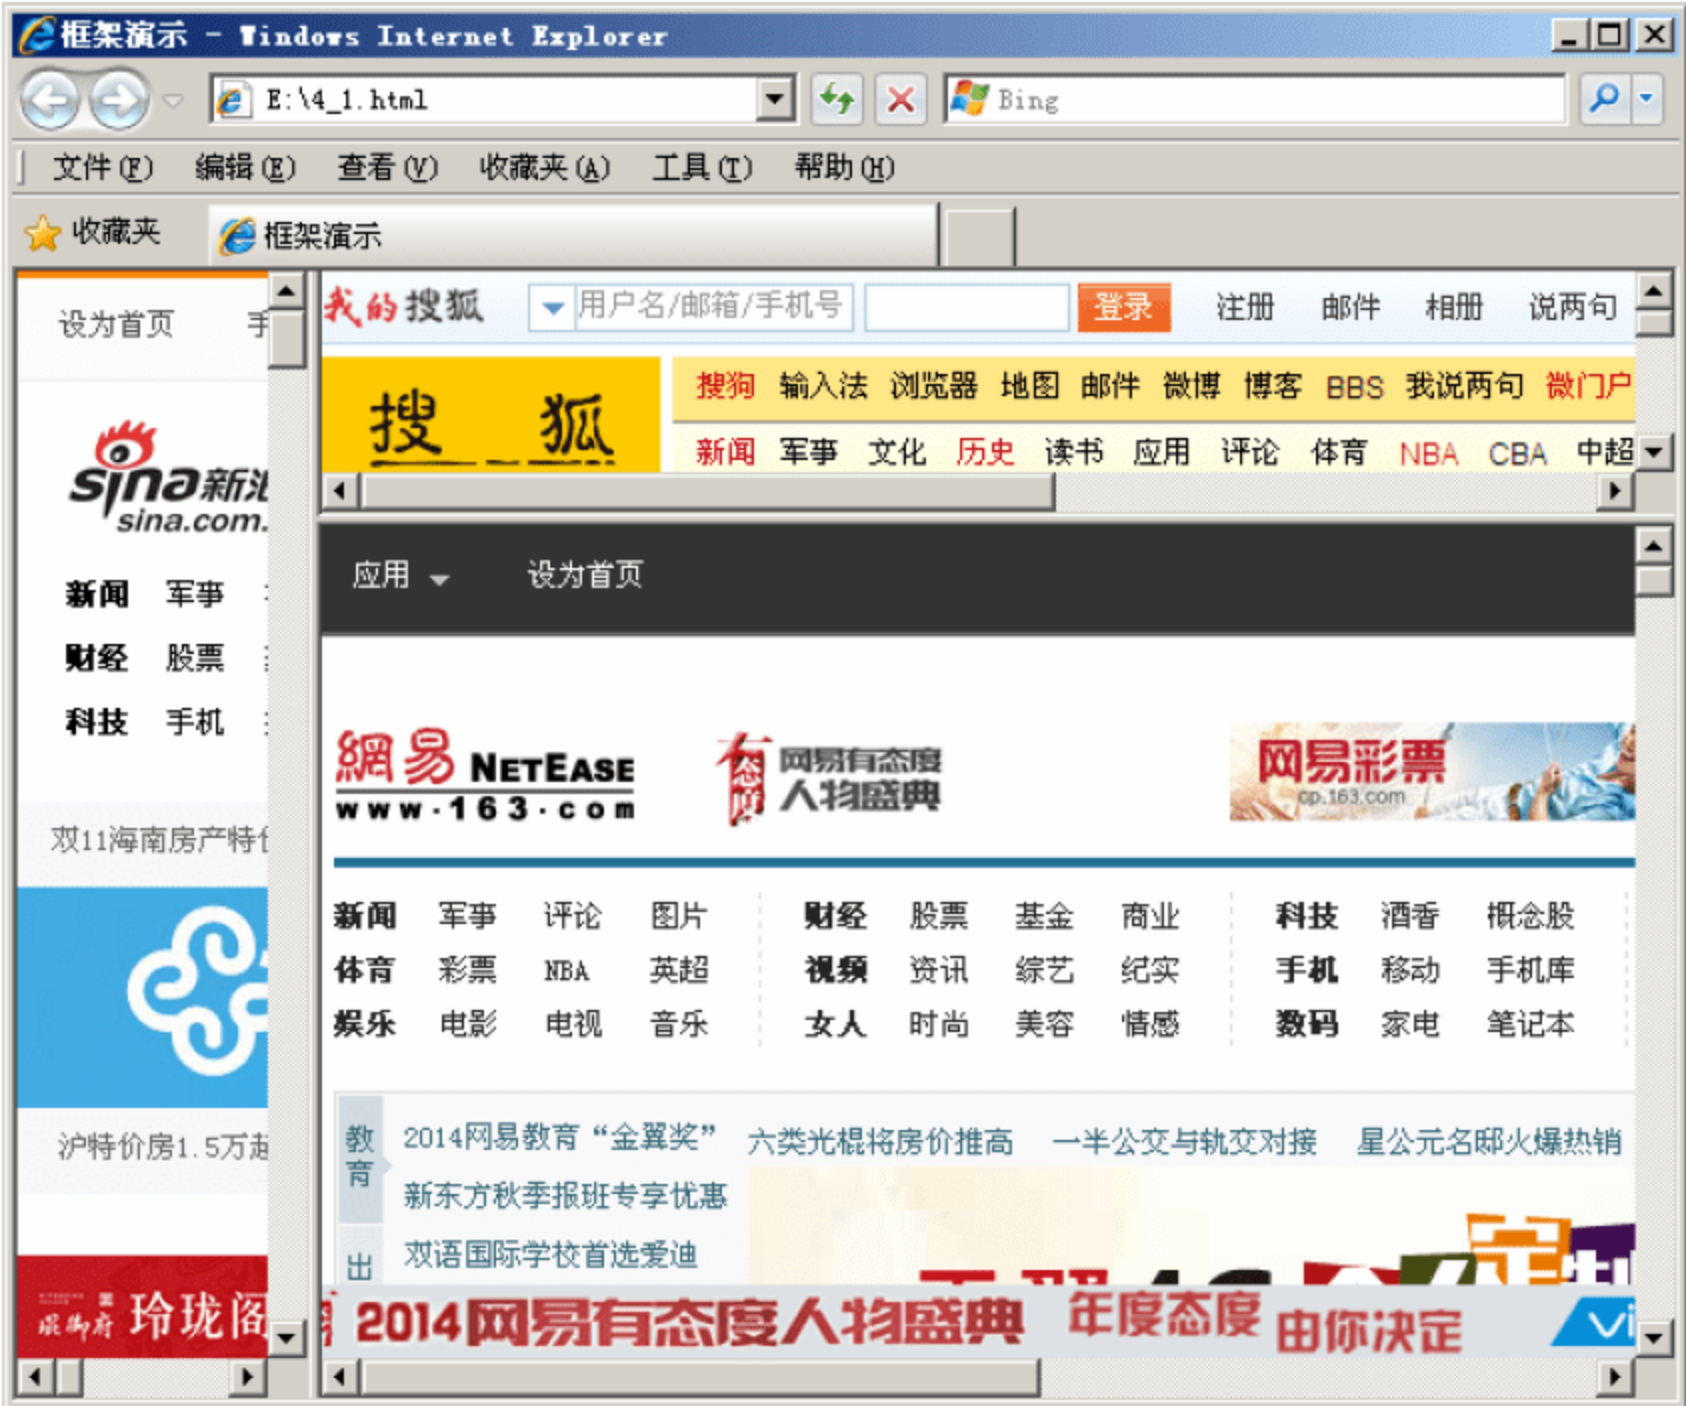 框架演示 - Windows Internet Explorer
E:\4_1.html
Bing
文件(F) 编辑(E) 查看(V) 收藏夹(A) 工具(T) 帮助(H)
收藏夹
框架演示
设为首页
sina新浪
sina.com.
新闻 军事
财经 股票
科技 手机
双11海南房产特价
沪特价房1.5万起
琨御府 玲珑阁
我的搜狐 用户名/邮箱/手机号 登录 注册 邮件 相册 说两句
搜狐
搜狗 输入法 浏览器 地图 邮件 微博 博客 BBS 我说两句 微门户
新闻 军事 文化 历史 读书 应用 评论 体育 NBA CBA 中超
应用 设为首页
網易 NETEASE
www.163.com
有态度 网易有态度
人物盛典
网易彩票
cp.163.com
新闻 军事 评论 图片 财经 股票 基金 商业 科技 酒香 概念股
体育 彩票 NBA 英超 视频 资讯 综艺 纪实 手机 移动 手机库
娱乐 电影 电视 音乐 女人 时尚 美容 情感 数码 家电 笔记本
教育
2014网易教育“金翼奖” 六类光棍将房价推高 一半公交与轨交对接 星公元名邸火爆热销
新东方秋季报班专享优惠
出
双语国际学校首选爱迪
2014网易有态度人物盛典 年度态度 由你决定 vi